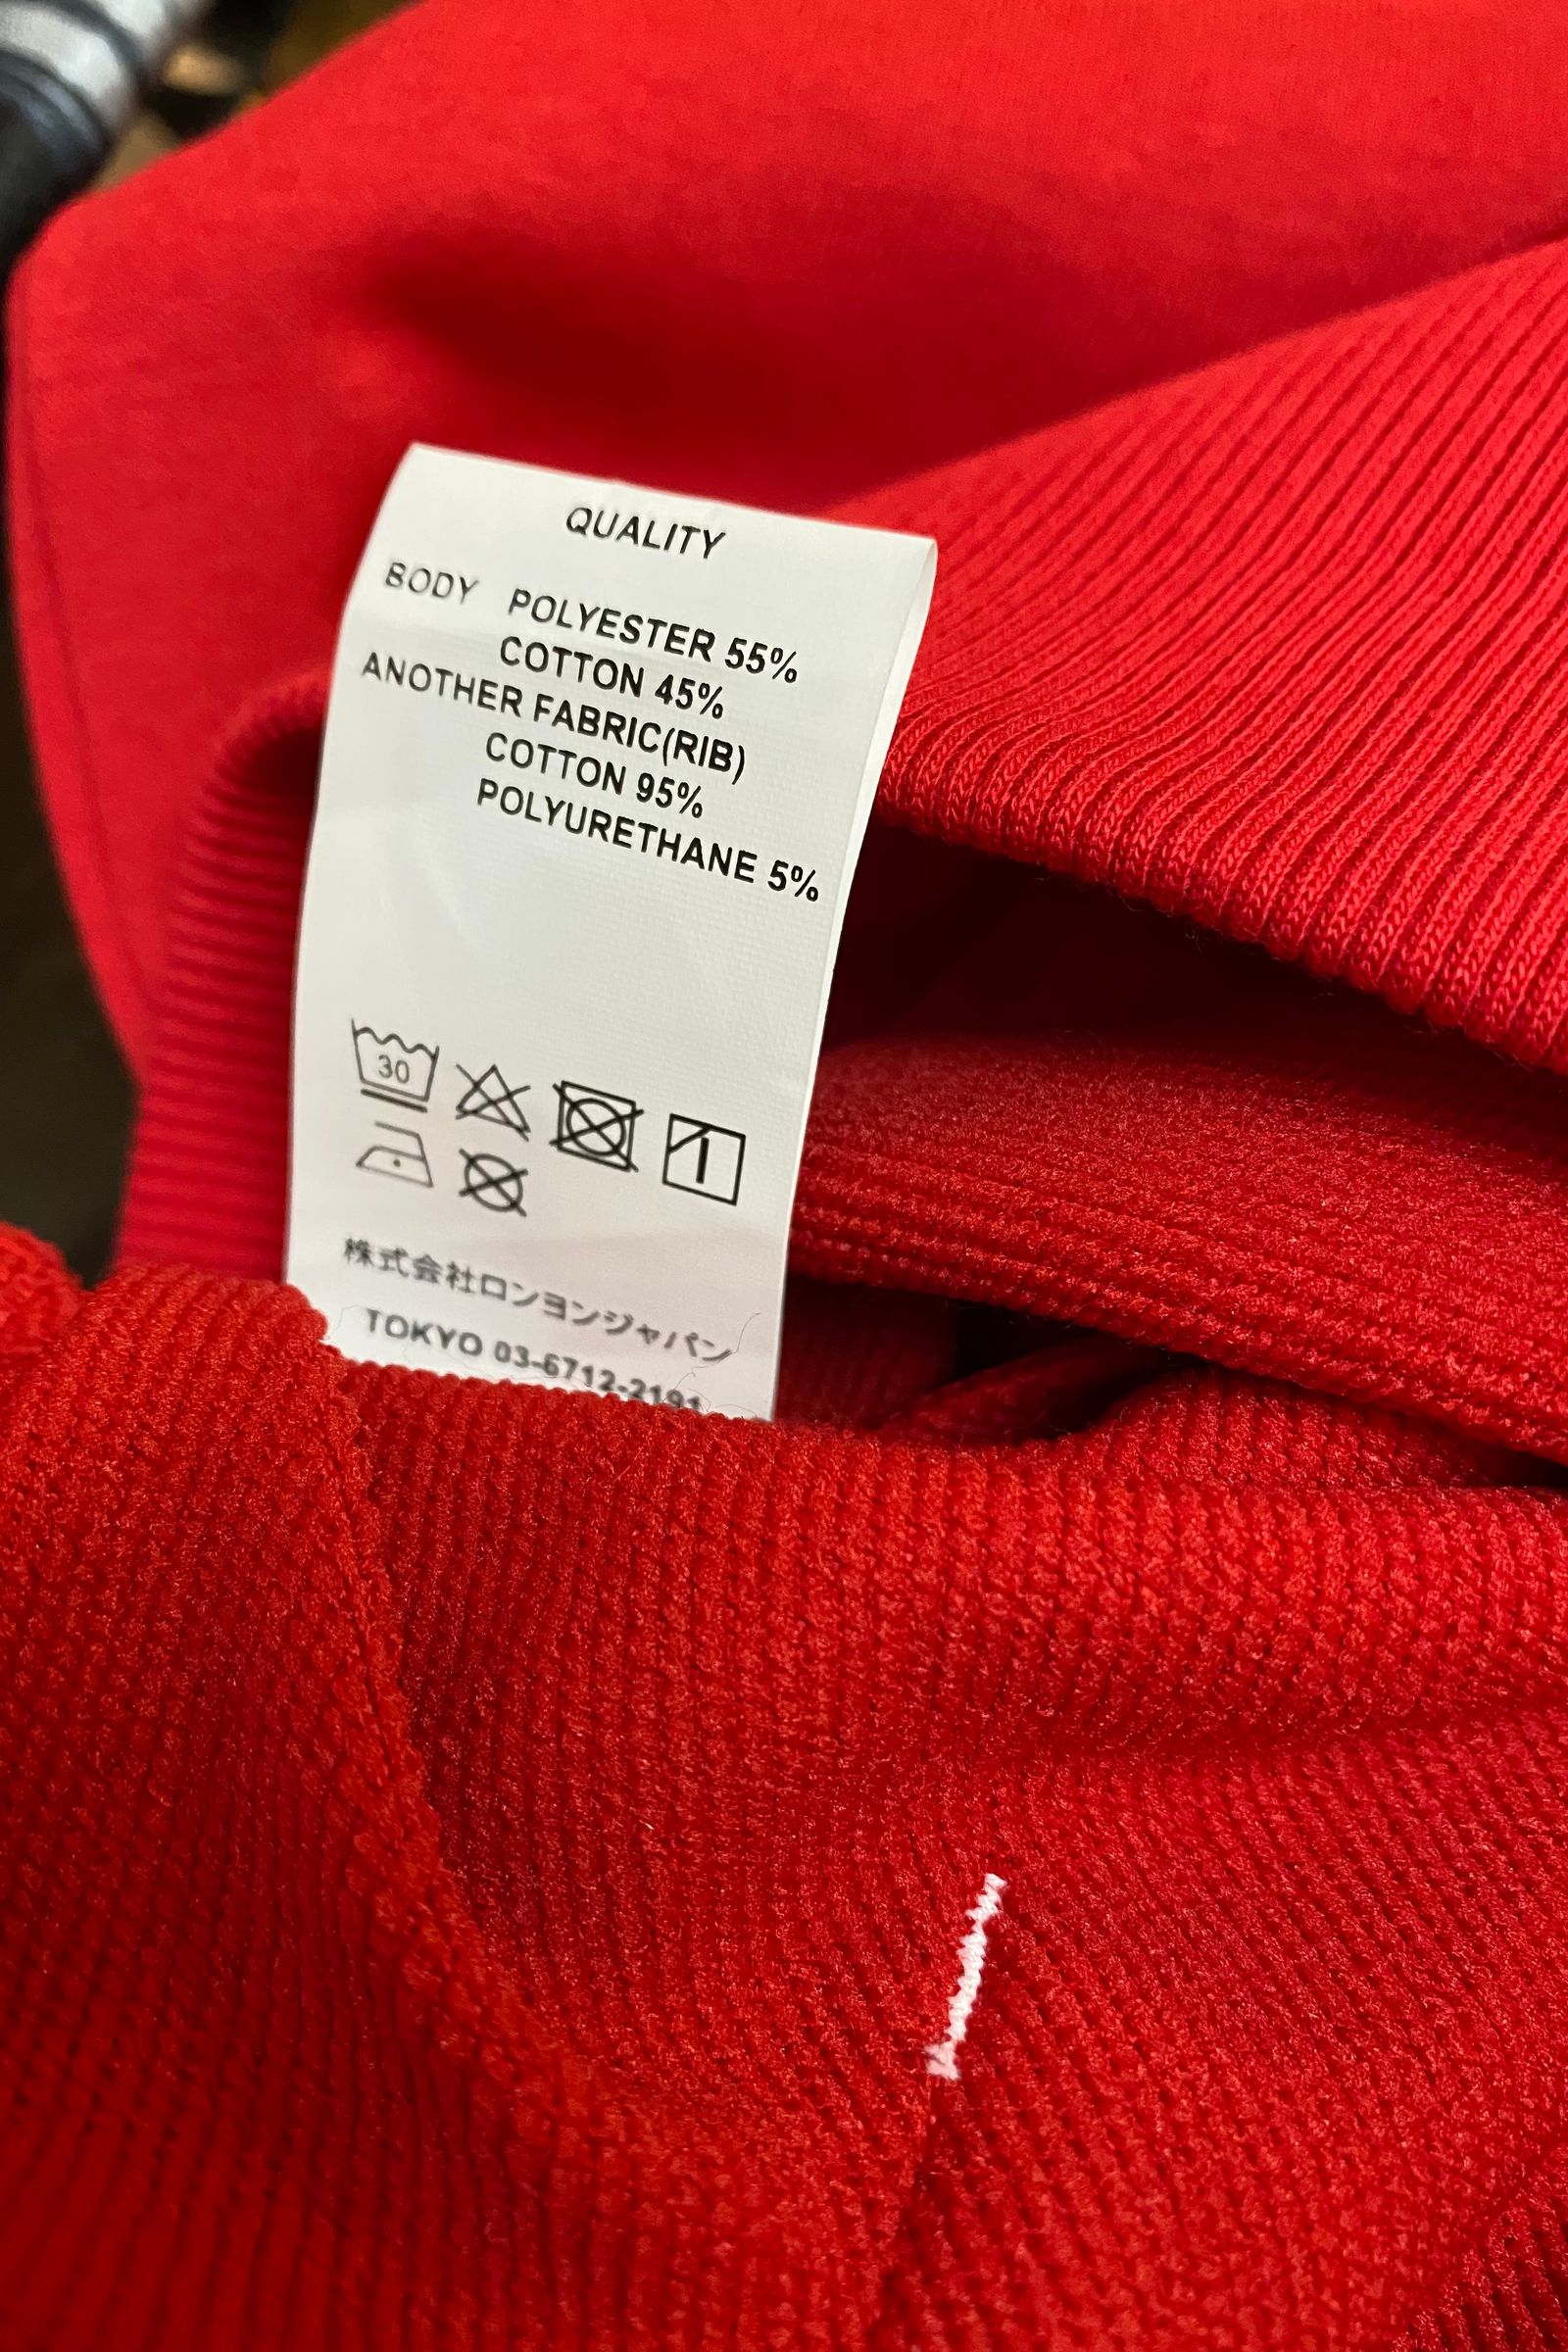 QUALITY
BODY POLYESTER 55%
COTTON 45%
ANOTHER FABRIC(RIB)
COTTON 95%
POLYURETHANE 5%
30
株式会社ロンヨンジャパン
TOKYO 03-6712-2191